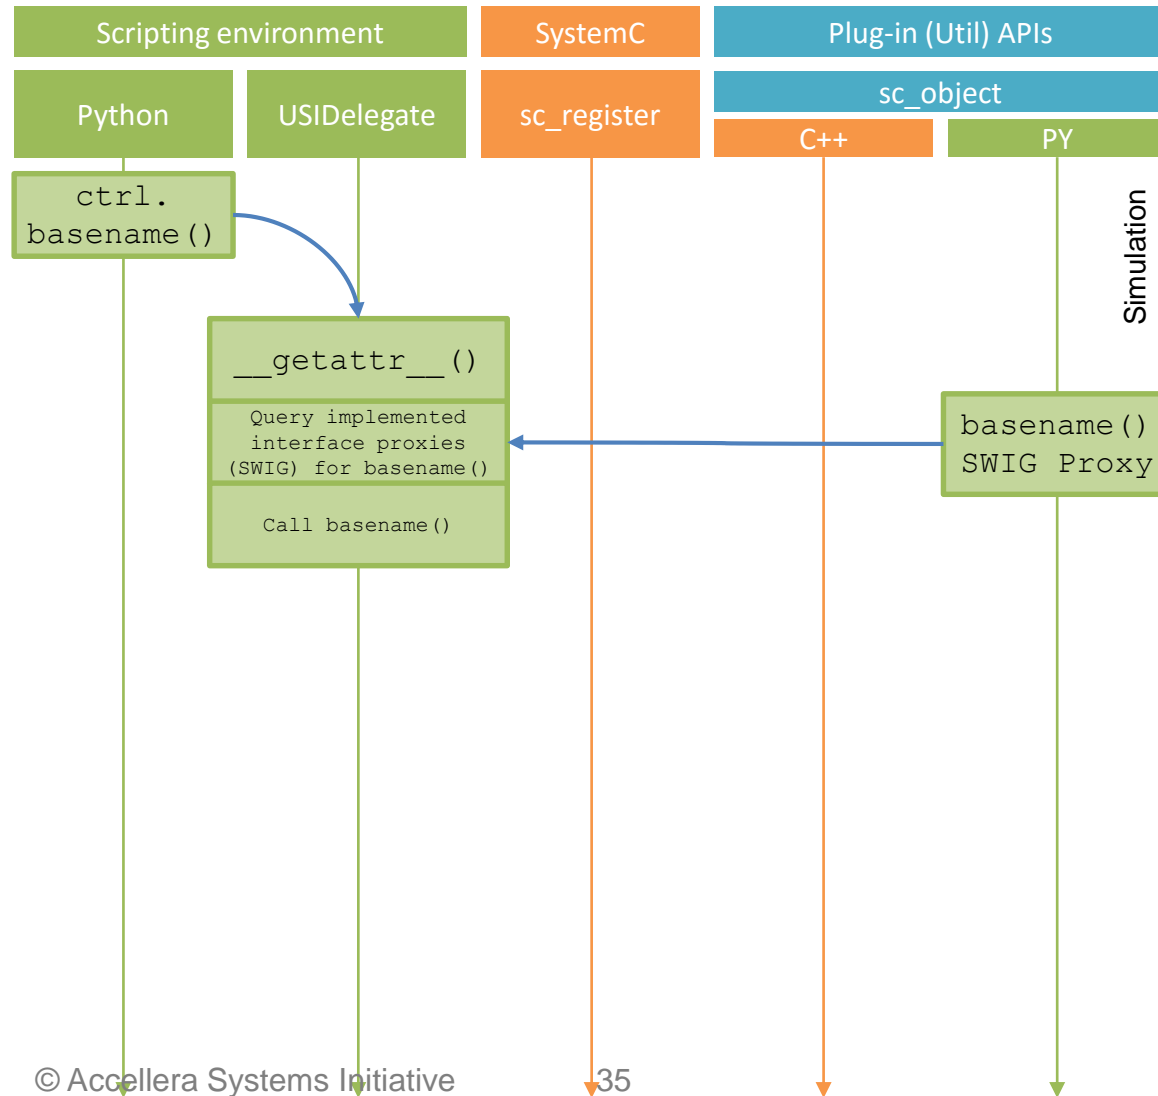 Scripting environment
SystemC
Plug-in (Util) APIs
Python
USIDelegate
sc_register
sc_object
C++
PY
ctrl.
basename()
Simulation
__getattr__()
Query implemented
interface proxies
(SWIG) for basename()
Call basename()
basename()
SWIG Proxy
© Accellera Systems Initiative
35